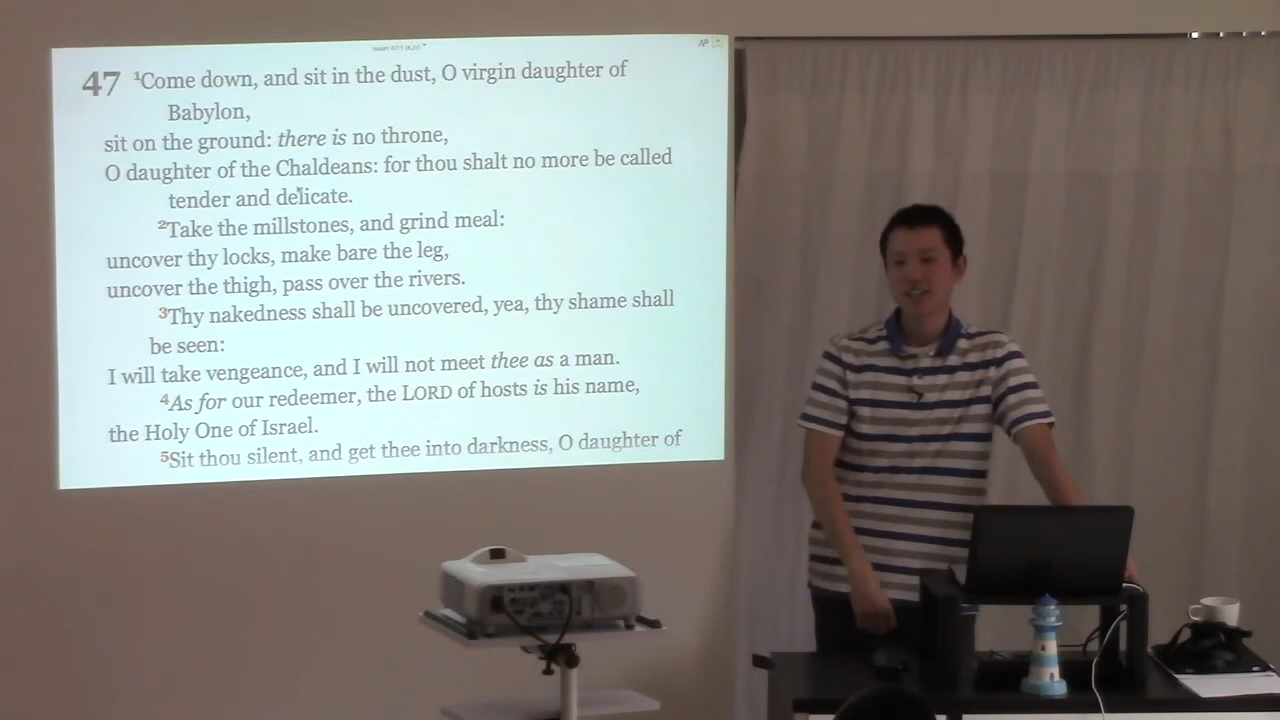 Isaiah 47:1 (KJV)
47 1Come down, and sit in the dust, O virgin daughter of
Babylon,
sit on the ground: there is no throne,
O daughter of the Chaldeans: for thou shalt no more be called
tender and delicate.
2Take the millstones, and grind meal:
uncover thy locks, make bare the leg,
uncover the thigh, pass over the rivers.
3Thy nakedness shall be uncovered, yea, thy shame shall
be seen:
I will take vengeance, and I will not meet thee as a man.
4As for our redeemer, the LORD of hosts is his name,
the Holy One of Israel.
5Sit thou silent, and get thee into darkness, O daughter of